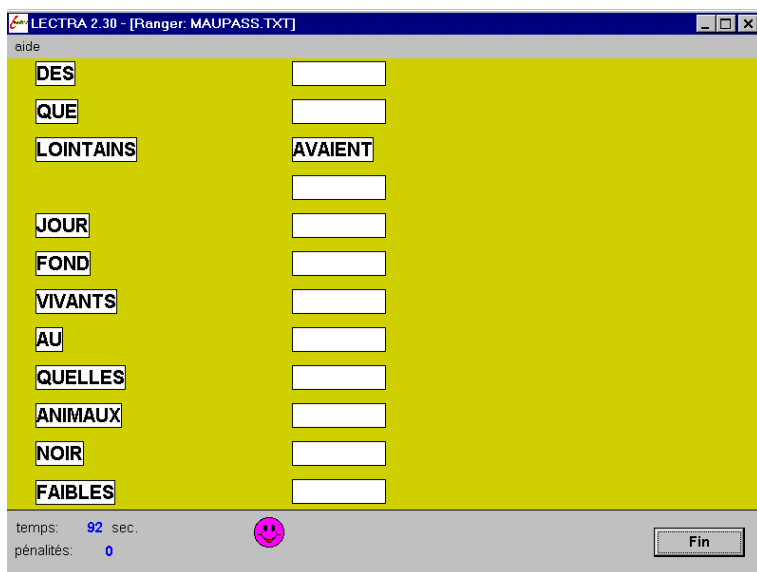 LECTRA 2.30 - [Ranger: MAUPASS.TXT]
aide
DES
QUE
LOINTAINS AVAIENT
JOUR
FOND
VIVANTS
AU
QUELLES
ANIMAUX
NOIR
FAIBLES
temps: 92 sec.
pénalités: 0
Fin